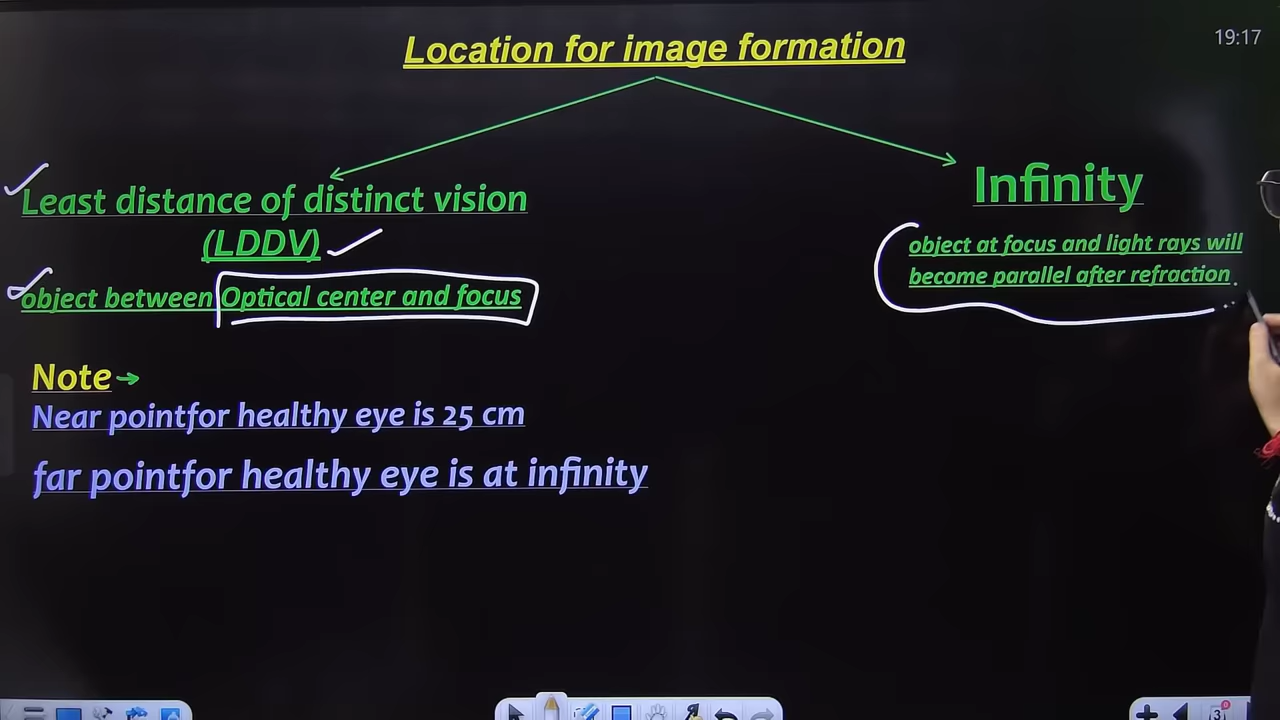 Location for image formation
19:17
Least distance of distinct vision
(LDDV)
object between Optical center and focus
Infinity
object at focus and light rays will
become parallel after refraction.
Note
Near pointfor healthy eye is 25 cm
far pointfor healthy eye is at infinity